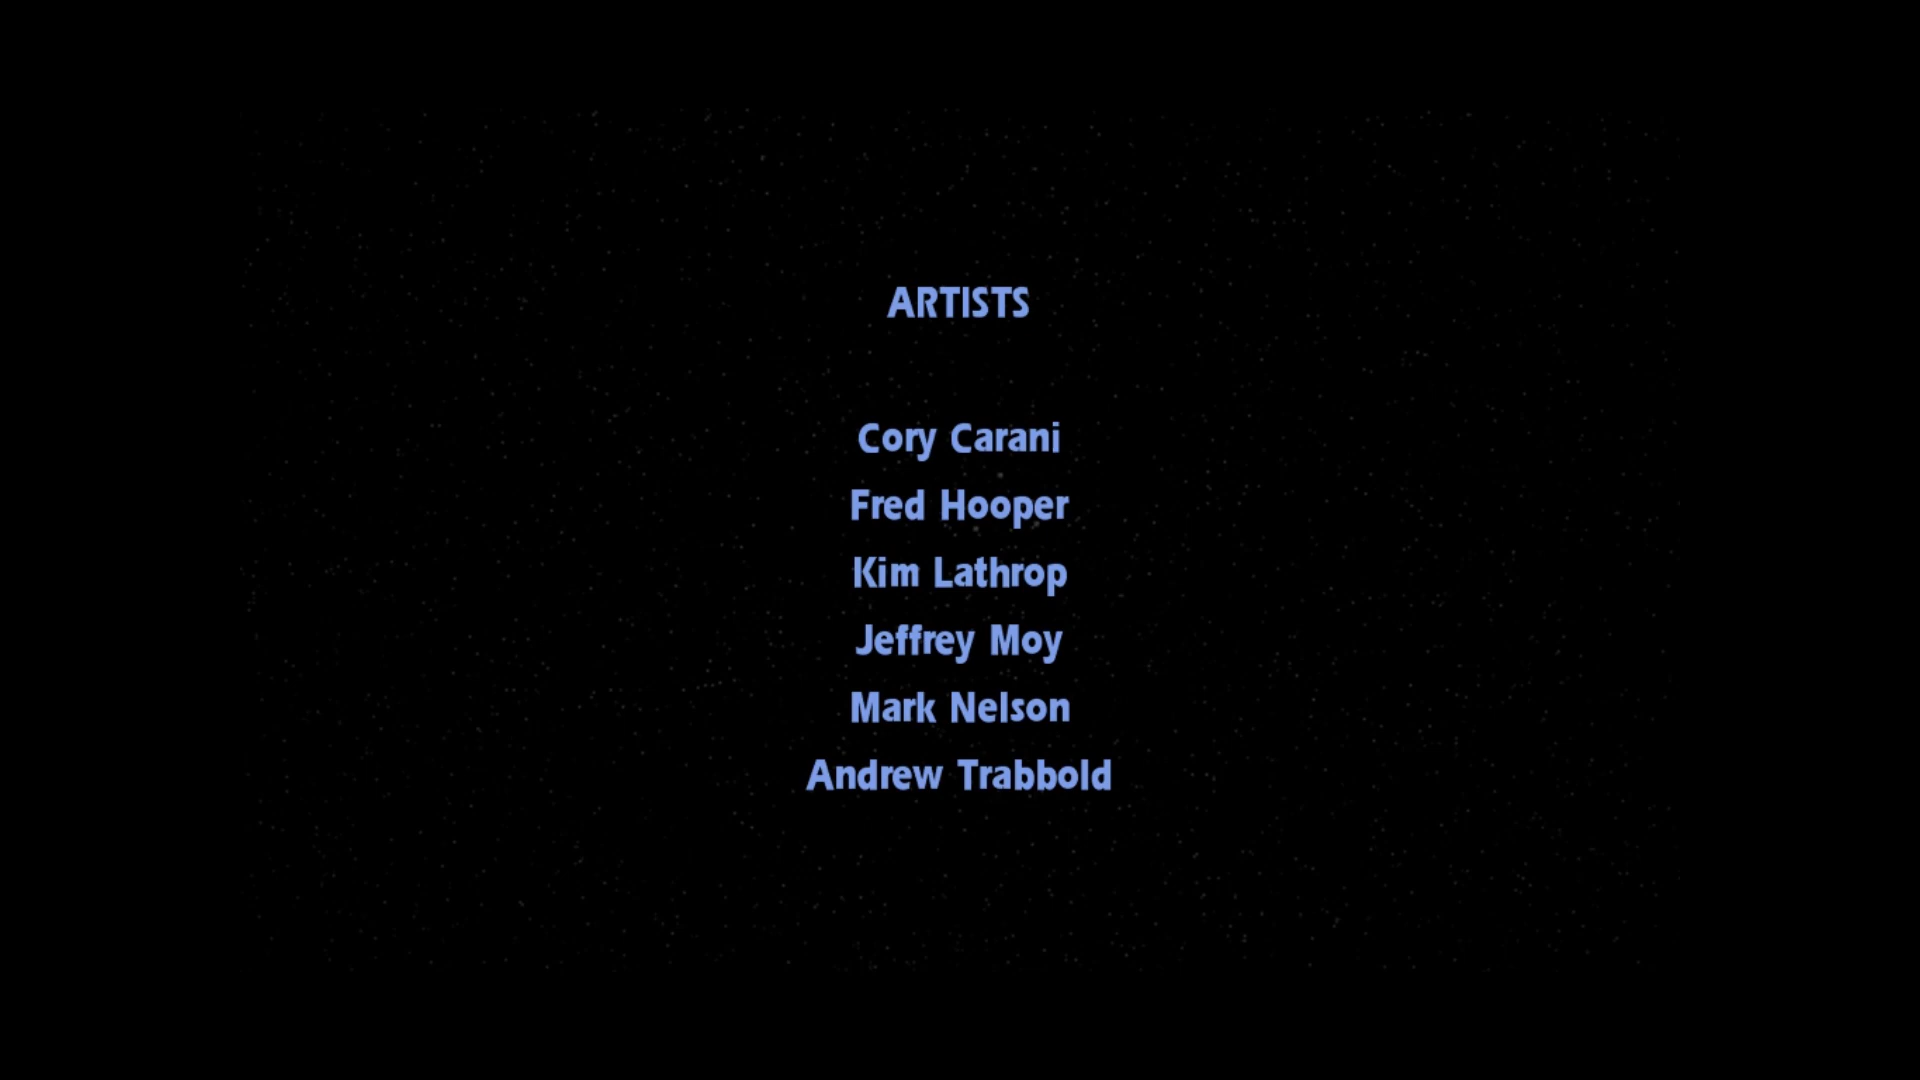 ARTISTS
Cory Carani
Fred Hooper
Kim Lathrop
Jeffrey Moy
Mark Nelson
Andrew Trabbold